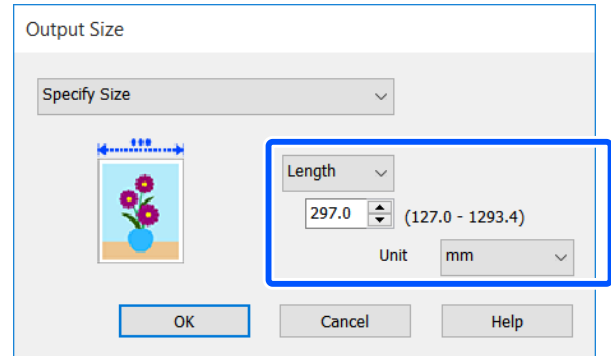 Output Size
Specify Size
Length
297.0 (127.0 - 1293.4)
Unit mm
OK Cancel Help